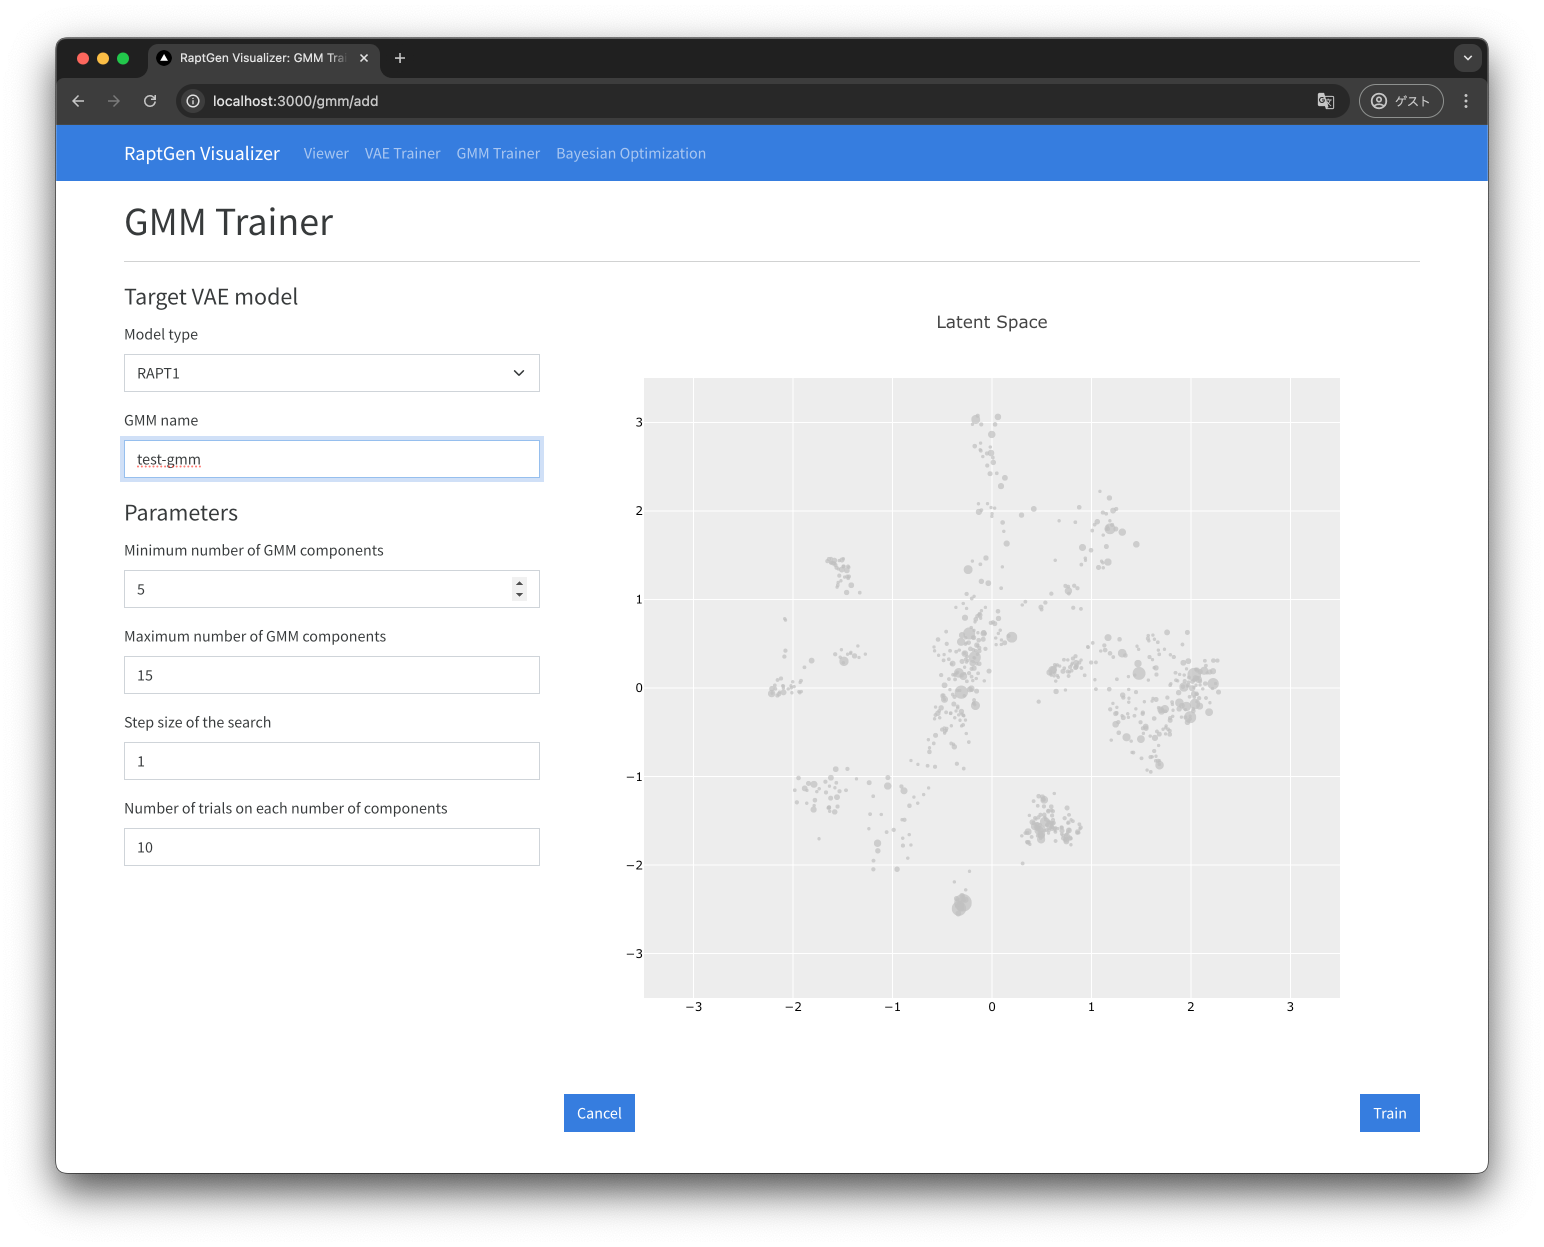 RaptGen Visualizer: GMM Trai
localhost:3000/gmm/add
ゲスト
RaptGen Visualizer
Viewer
VAE Trainer
GMM Trainer
Bayesian Optimization
GMM Trainer
Target VAE model
Model type
RAPT1
GMM name
test-gmm
Parameters
Minimum number of GMM components
5
Maximum number of GMM components
15
Step size of the search
1
Number of trials on each number of components
10
Latent Space
3
2
1
0
−1
−2
−3
−3 −2 −1 0 1 2 3
Cancel
Train